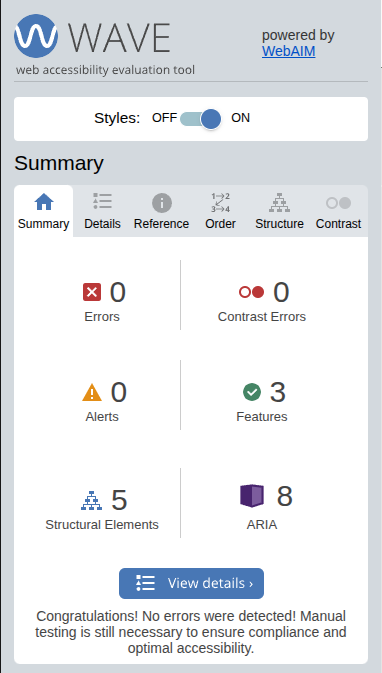 WAVE
web accessibility evaluation tool
powered by
WebAIM
Styles: OFF ON
Summary
Summary Details Reference Order Structure Contrast
0 0
Errors Contrast Errors
0 3
Alerts Features
5 8
Structural Elements ARIA
View details ›
Congratulations! No errors were detected! Manual
testing is still necessary to ensure compliance and
optimal accessibility.